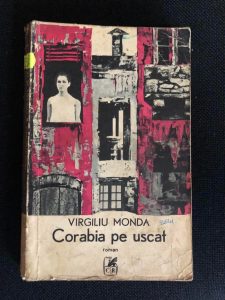 VIRGILIU MONDA
Corabia pe uscat
roman